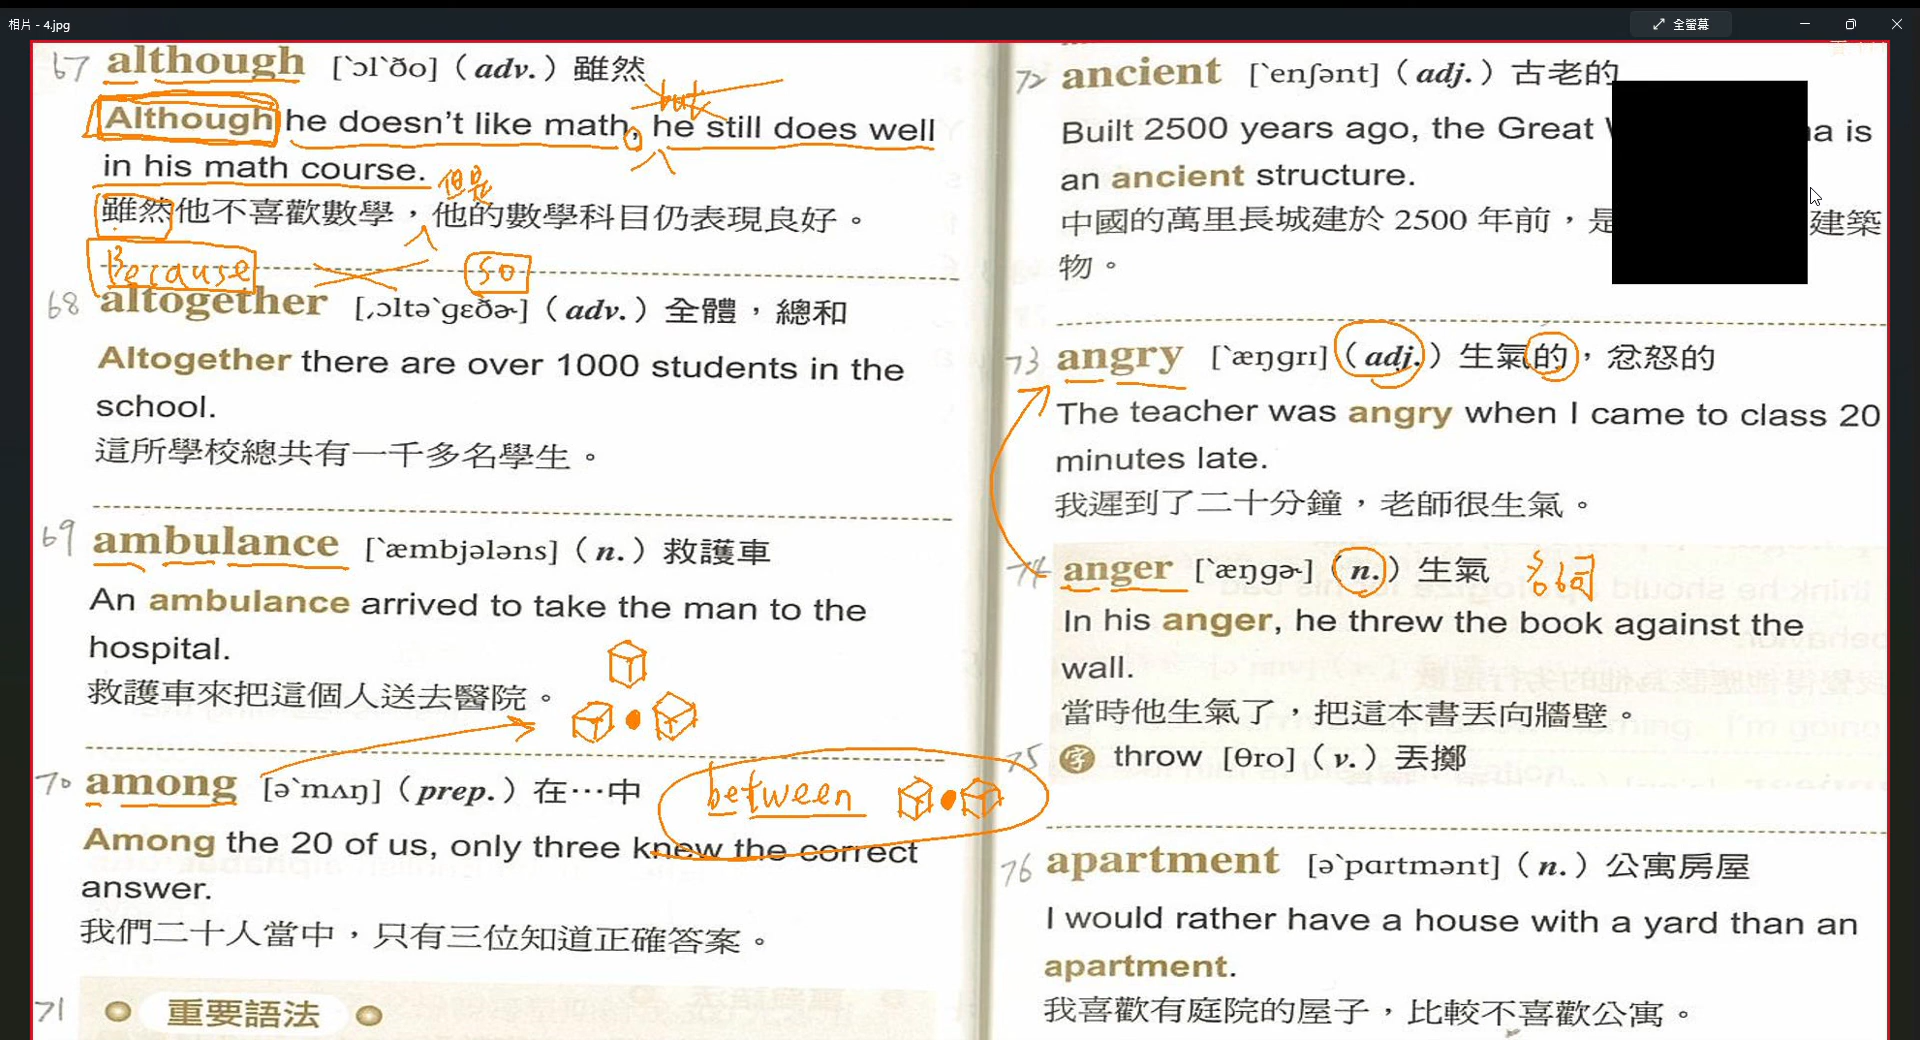 相片 - 4.jpg
全螢幕
67 although [ˋɔlˋðo]（adv.）雖然
but
Although he doesn't like math, he still does well
in his math course.
但是
雖然他不喜歡數學，他的數學科目仍表現良好。
Because so
68 altogether [ˌɔltəˋgɛðɚ]（adv.）全體，總和
Altogether there are over 1000 students in the
school.
這所學校總共有一千多名學生。
69 ambulance [ˋæmbjələns]（n.）救護車
An ambulance arrived to take the man to the
hospital.
救護車來把這個人送去醫院。
70 among [əˋmʌŋ]（prep.）在…中
between
Among the 20 of us, only three knew the correct
answer.
我們二十人當中，只有三位知道正確答案。
71 重要語法
72 ancient [ˋenʃənt]（adj.）古老的
Built 2500 years ago, the Great a is
an ancient structure.
中國的萬里長城建於 2500 年前，是 建築
物。
73 angry [ˋæŋgrɪ]（adj.）生氣的，忿怒的
The teacher was angry when I came to class 20
minutes late.
我遲到了二十分鐘，老師很生氣。
74 anger [ˋæŋgɚ]（n.）生氣 名詞
In his anger, he threw the book against the
wall.
當時他生氣了，把這本書丟向牆壁。
75 字 throw [θro]（v.）丟擲
76 apartment [əˋpɑrtmənt]（n.）公寓房屋
I would rather have a house with a yard than an
apartment.
我喜歡有庭院的屋子，比較不喜歡公寓。